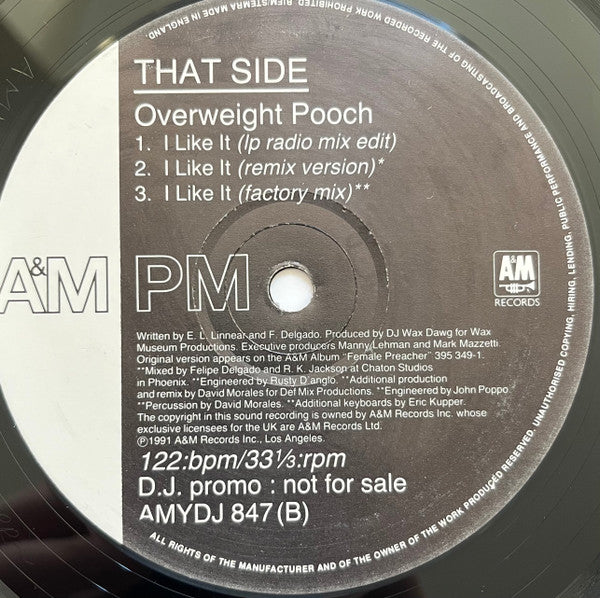 THAT SIDE
Overweight Pooch
1. I Like It (lp radio mix edit)
2. I Like It (remix version)*
3. I Like It (factory mix)**
A&M PM
A&M
RECORDS
Written by E. L. Linnear and F. Delgado. Produced by DJ Wax Dawg for Wax
Museum Productions. Executive producers Manny Lehman and Mark Mazzetti.
Original version appears on the A&M Album "Female Preacher" 395 349-1.
**Mixed by Felipe Delgado and R. K. Jackson at Chaton Studios
in Phoenix. **Engineered by Rusty D'anglo. **Additional production
and remix by David Morales for Def Mix Productions. **Engineered by John Poppo.
**Percussion by David Morales. **Additional keyboards by Eric Kupper.
The copyright in this sound recording is owned by A&M Records Inc. whose
exclusive licensees for the UK are A&M Records Ltd.
℗1991 A&M Records Inc., Los Angeles.
122:bpm/33⅓:rpm
D.J. promo : not for sale
AMYDJ 847(B)
ALL RIGHTS OF THE MANUFACTURER AND OF THE OWNER OF THE WORK PRODUCED RESERVED. UNAUTHORISED COPYING, HIRING, LENDING, PUBLIC PERFORMANCE AND BROADCASTING OF THE RECORDED WORK PROHIBITED. BIEM/STEMRA MADE IN ENGLAND